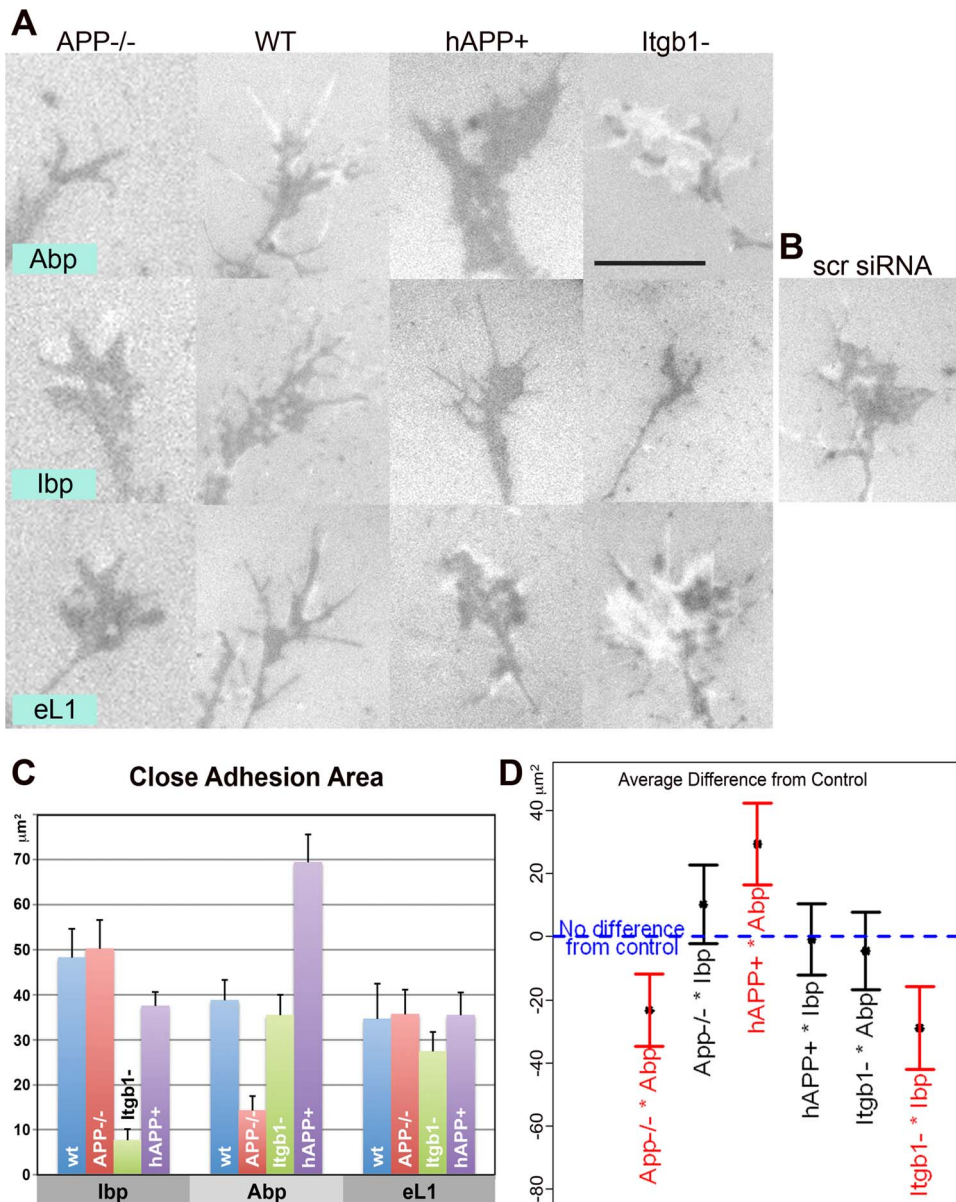 A
APP-/-
WT
hAPP+
Itgb1-
Abp
B
scr siRNA
Ibp
eL1
C
Close Adhesion Area
μm²
70
60
50
40
30
20
10
0
wt
APP-/-
Itgb1-
hAPP+
wt
APP-/-
Itgb1-
hAPP+
wt
APP-/-
Itgb1-
hAPP+
Ibp
Abp
eL1
D
Average Difference from Control
μm²
40
20
0
-20
-40
-60
-80
No difference
from control
App-/- * Abp
App-/- * Ibp
hAPP+ * Abp
hAPP+ * Ibp
Itgb1- * Abp
Itgb1- * Ibp